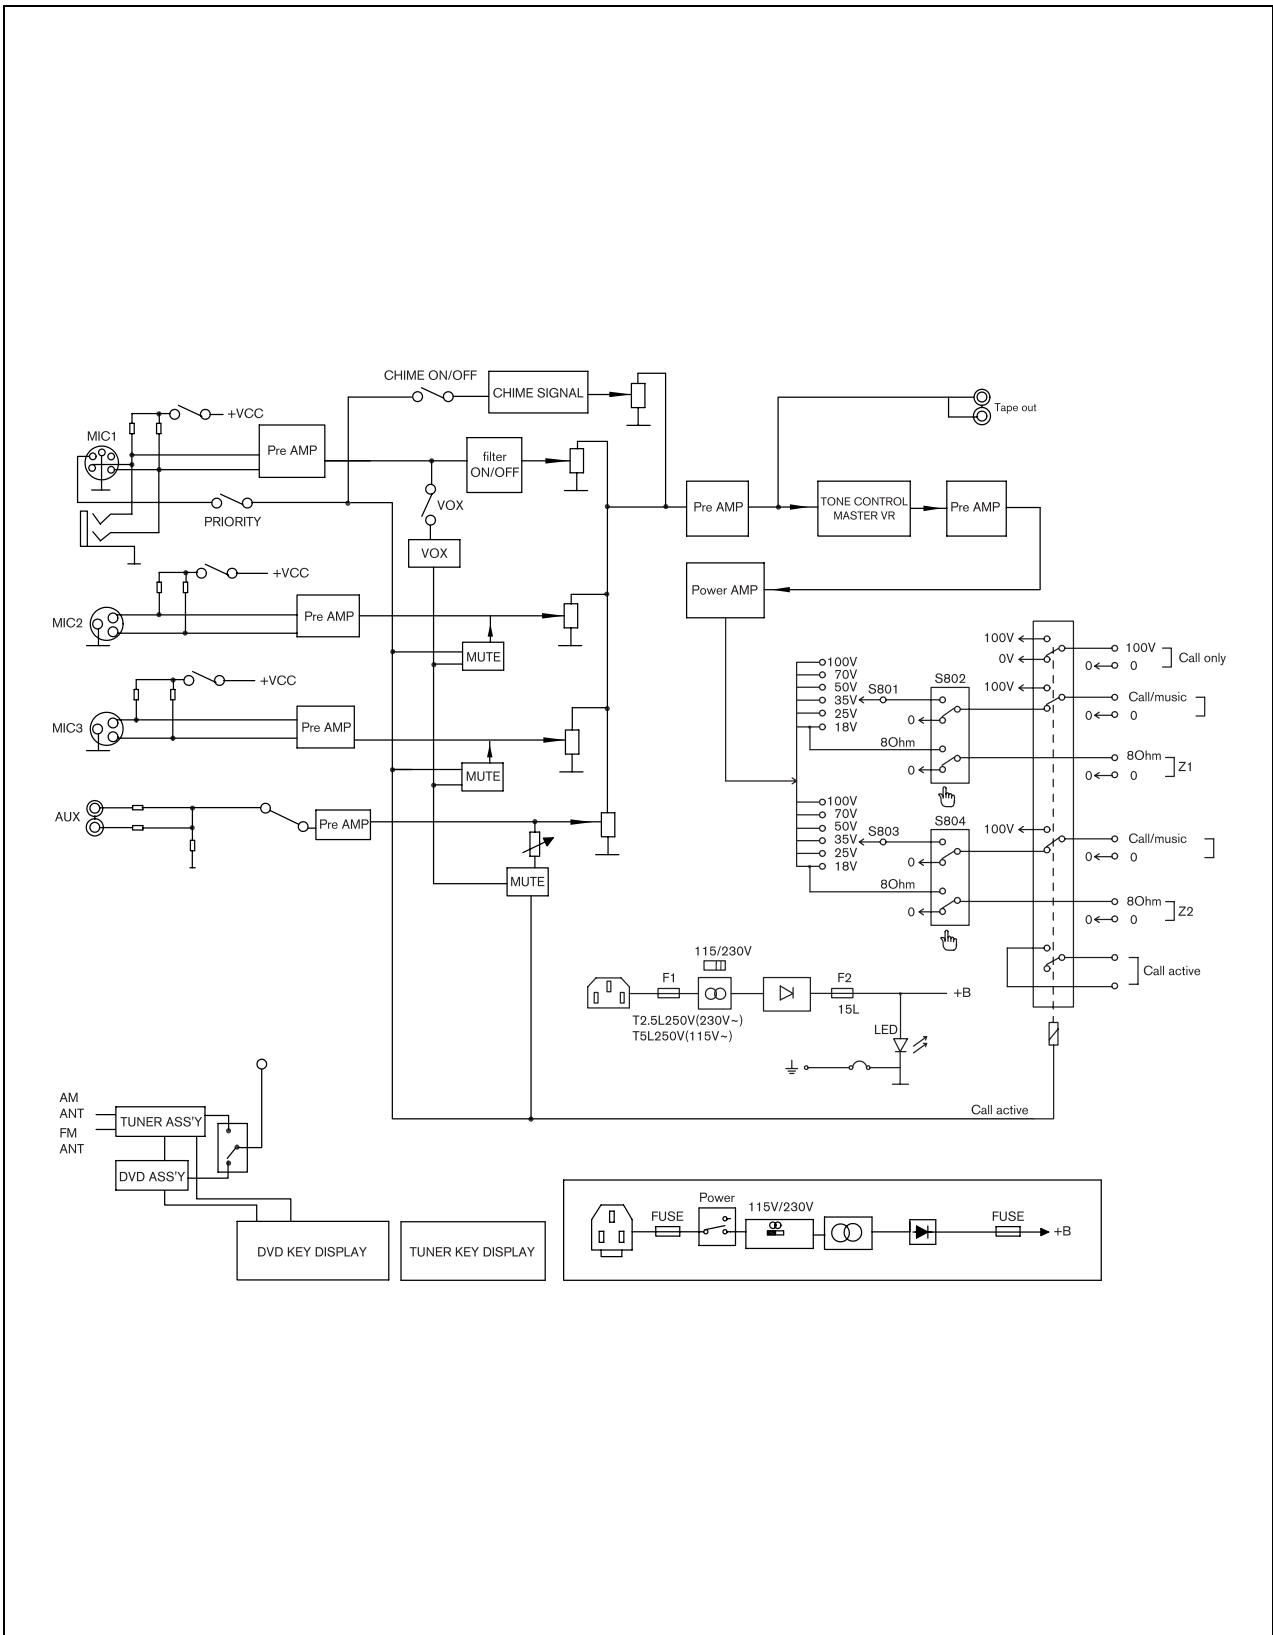 CHIME ON/OFF
CHIME SIGNAL
Tape out
+VCC
MIC1
Pre AMP
filter
ON/OFF
VOX
PRIORITY
VOX
Pre AMP
TONE CONTROL
MASTER VR
Pre AMP
+VCC
MIC2
Pre AMP
MUTE
Power AMP
+VCC
MIC3
Pre AMP
MUTE
AUX
Pre AMP
MUTE
100V
70V
50V
35V
25V
18V
S801
S802
0
8Ohm
0
100V
70V
50V
35V
25V
18V
S803
S804
0
8Ohm
0
100V
0V
100V
100V
100V
0 0
Call only
Call/music
0 0
8Ohm
0 0
Z1
Call/music
0 0
8Ohm
0 0
Z2
Call active
115/230V
F1
F2
+B
15L
T2.5L250V(230V~)
T5L250V(115V~)
LED
Call active
AM
ANT
FM
ANT
TUNER ASS'Y
DVD ASS'Y
DVD KEY DISPLAY
TUNER KEY DISPLAY
FUSE
Power
115V/230V
FUSE
+B